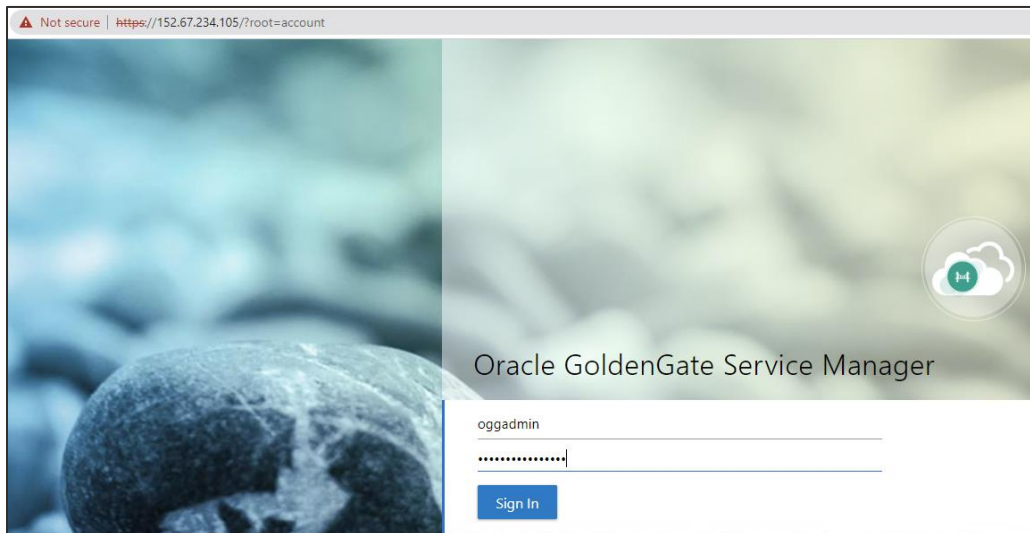 Not secure | https://152.67.234.105/?root=account
Oracle GoldenGate Service Manager
oggadmin
••••••••••••••••
Sign In